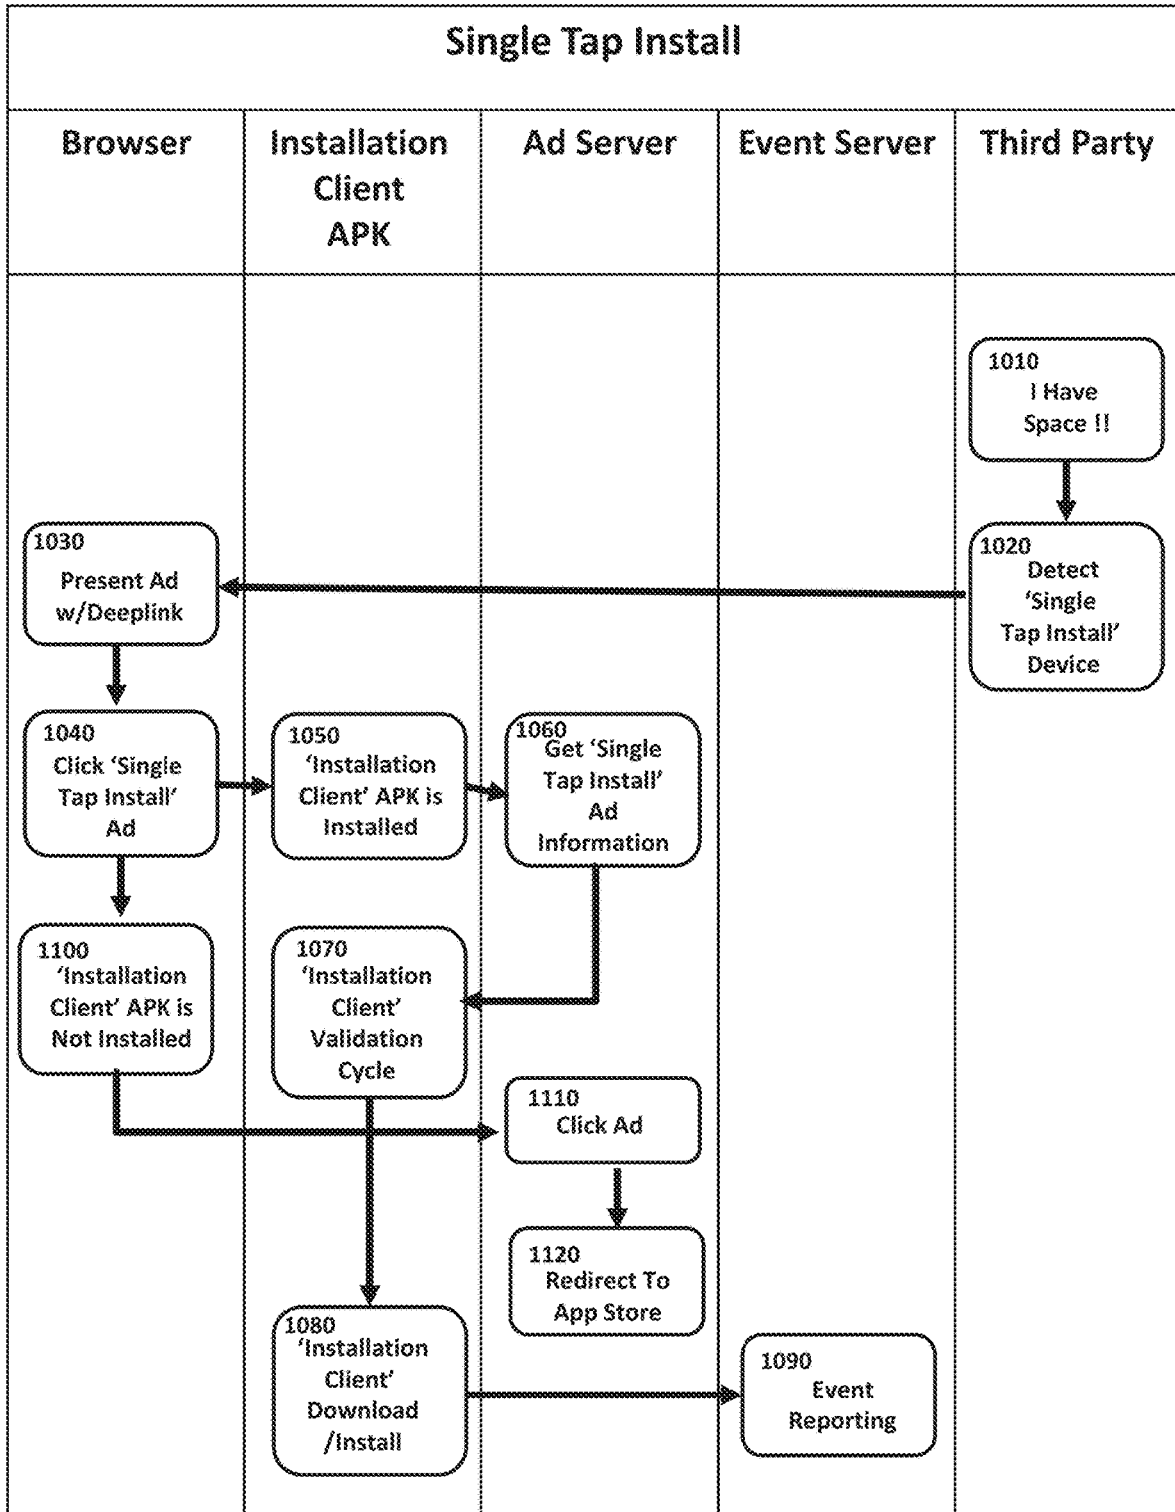 Single Tap Install
Browser
Installation
Client
APK
Ad Server
Event Server
Third Party
1010
I Have
Space !!
1020
Detect
‘Single
Tap Install’
Device
1030
Present Ad
w/Deeplink
1040
Click ‘Single
Tap Install’
Ad
1050
‘Installation
Client’ APK is
Installed
1060
Get ‘Single
Tap Install’
Ad
Information
1100
‘Installation
Client’ APK is
Not Installed
1070
‘Installation
Client’
Validation
Cycle
1110
Click Ad
1120
Redirect To
App Store
1080
‘Installation
Client’
Download
/Install
1090
Event
Reporting